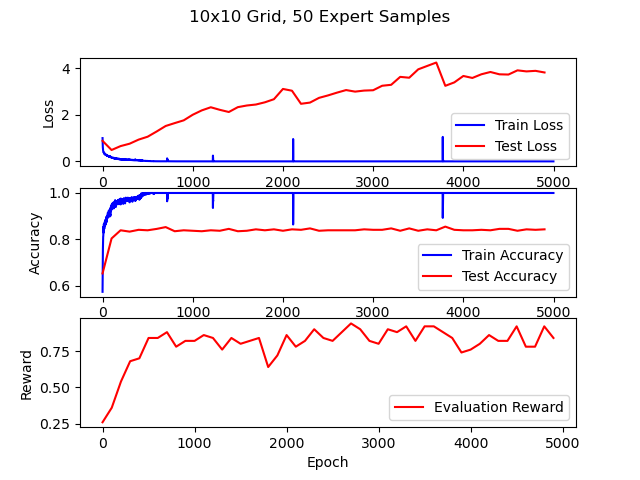 10x10 Grid, 50 Expert Samples
4
2
0
Loss
Train Loss
Test Loss
0 1000 2000 3000 4000 5000
1.0
0.8
0.6
Accuracy
Train Accuracy
Test Accuracy
0 1000 2000 3000 4000 5000
0.75
0.50
0.25
Reward
Evaluation Reward
0 1000 2000 3000 4000 5000
Epoch